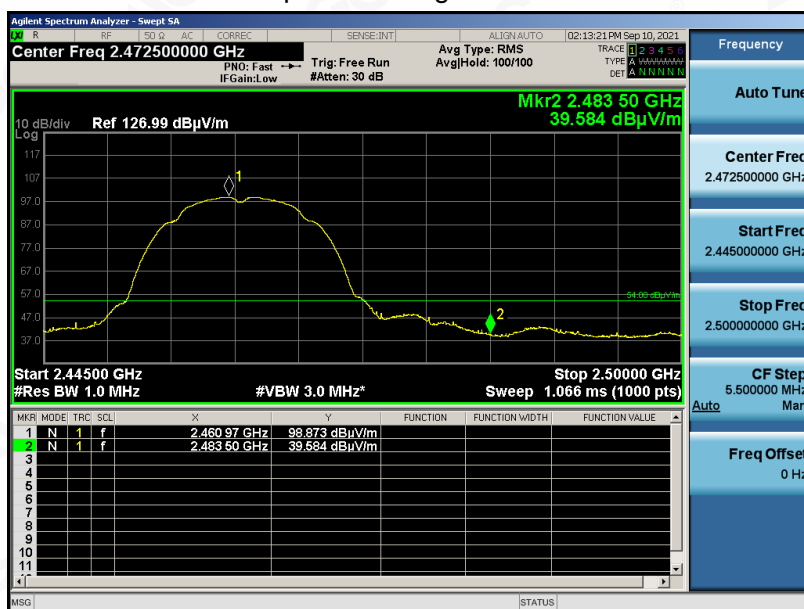 Agilent Spectrum Analyzer - Swept SA
LXI R RF 50 Ω AC CORREC SENSE:INT ALIGN AUTO 02:13:21 PM Sep 10, 2021
Center Freq 2.472500000 GHz
PNO: Fast
IFGain:Low
Trig: Free Run
#Atten: 30 dB
Avg Type: RMS
Avg|Hold: 100/100
TRACE 1 2 3 4 5 6
TYPE A WWWWW
DET A N N N N N
Mkr2 2.483 50 GHz
39.584 dBµV/m
10 dB/div
Log
Ref 126.99 dBµV/m
117
107
97.0
87.0
77.0
67.0
57.0
47.0
37.0
1
54.00 dBµV/m
2
Start 2.44500 GHz Stop 2.50000 GHz
#Res BW 1.0 MHz #VBW 3.0 MHz* Sweep 1.066 ms (1000 pts)
MKR MODE TRC SCL X Y FUNCTION FUNCTION WIDTH FUNCTION VALUE
1 N 1 f 2.460 97 GHz 98.873 dBµV/m
2 N 1 f 2.483 50 GHz 39.584 dBµV/m
3
4
5
6
7
8
9
10
11
MSG STATUS
Frequency
Auto Tune
Center Freq
2.472500000 GHz
Start Freq
2.445000000 GHz
Stop Freq
2.500000000 GHz
CF Step
5.500000 MHz
Auto Man
Freq Offset
0 Hz